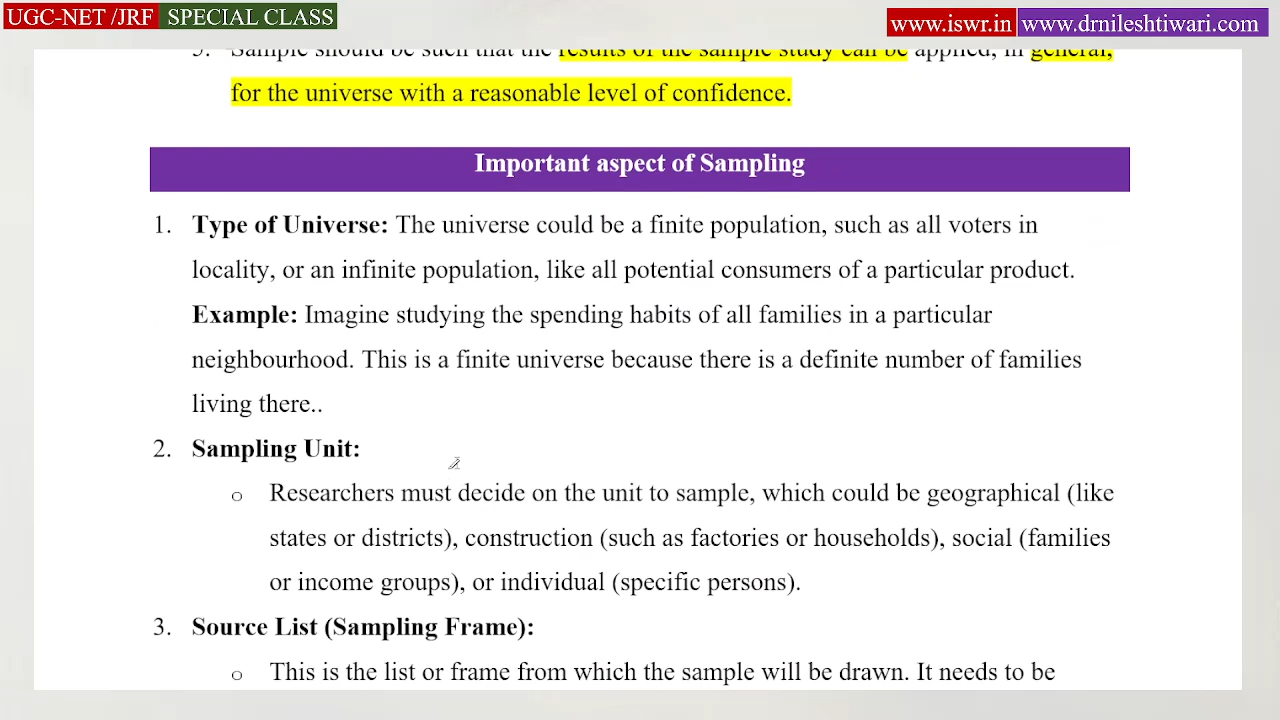 UGC-NET /JRF SPECIAL CLASS
www.iswr.in www.drnileshtiwari.com
5. Sample should be such that the results of the sample study can be applied, in general,
for the universe with a reasonable level of confidence.
Important aspect of Sampling
1. Type of Universe: The universe could be a finite population, such as all voters in
locality, or an infinite population, like all potential consumers of a particular product.
Example: Imagine studying the spending habits of all families in a particular
neighbourhood. This is a finite universe because there is a definite number of families
living there..
2. Sampling Unit:
o Researchers must decide on the unit to sample, which could be geographical (like
states or districts), construction (such as factories or households), social (families
or income groups), or individual (specific persons).
3. Source List (Sampling Frame):
o This is the list or frame from which the sample will be drawn. It needs to be